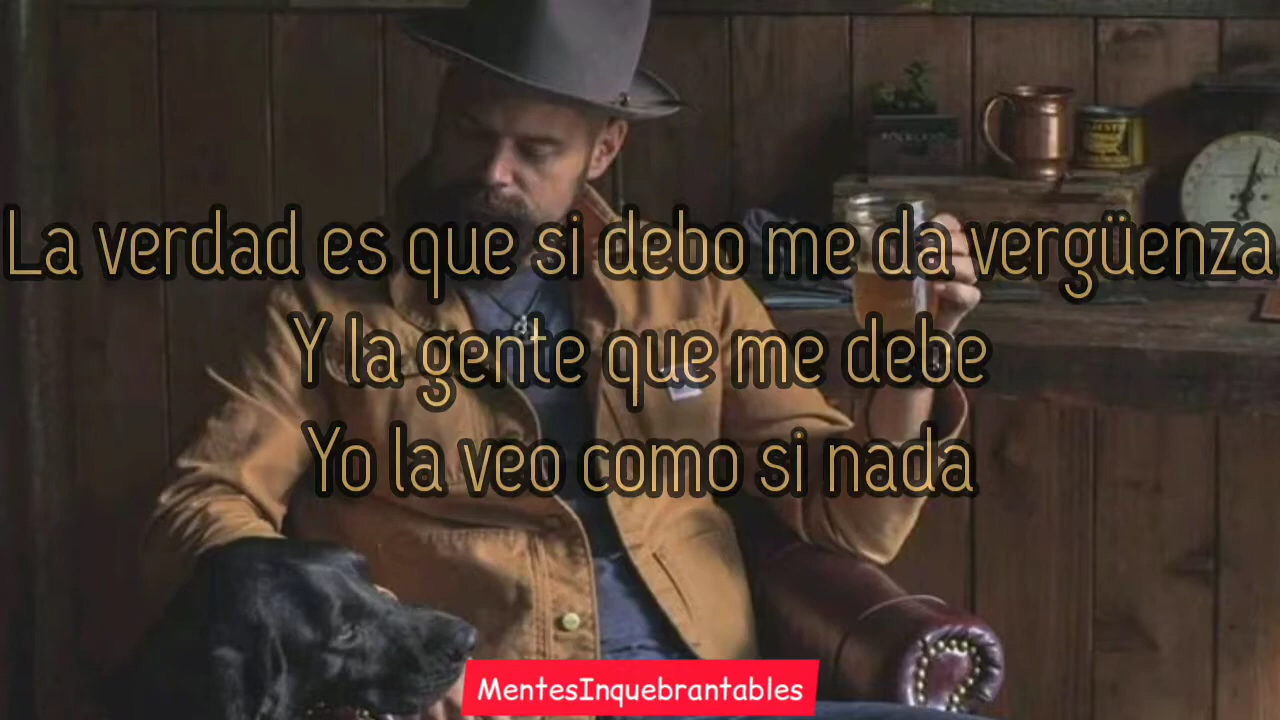 ROCKLAND
La verdad es que si debo me da vergüenza
Y la gente que me debe
Yo la veo como si nada
MentesInquebrantables